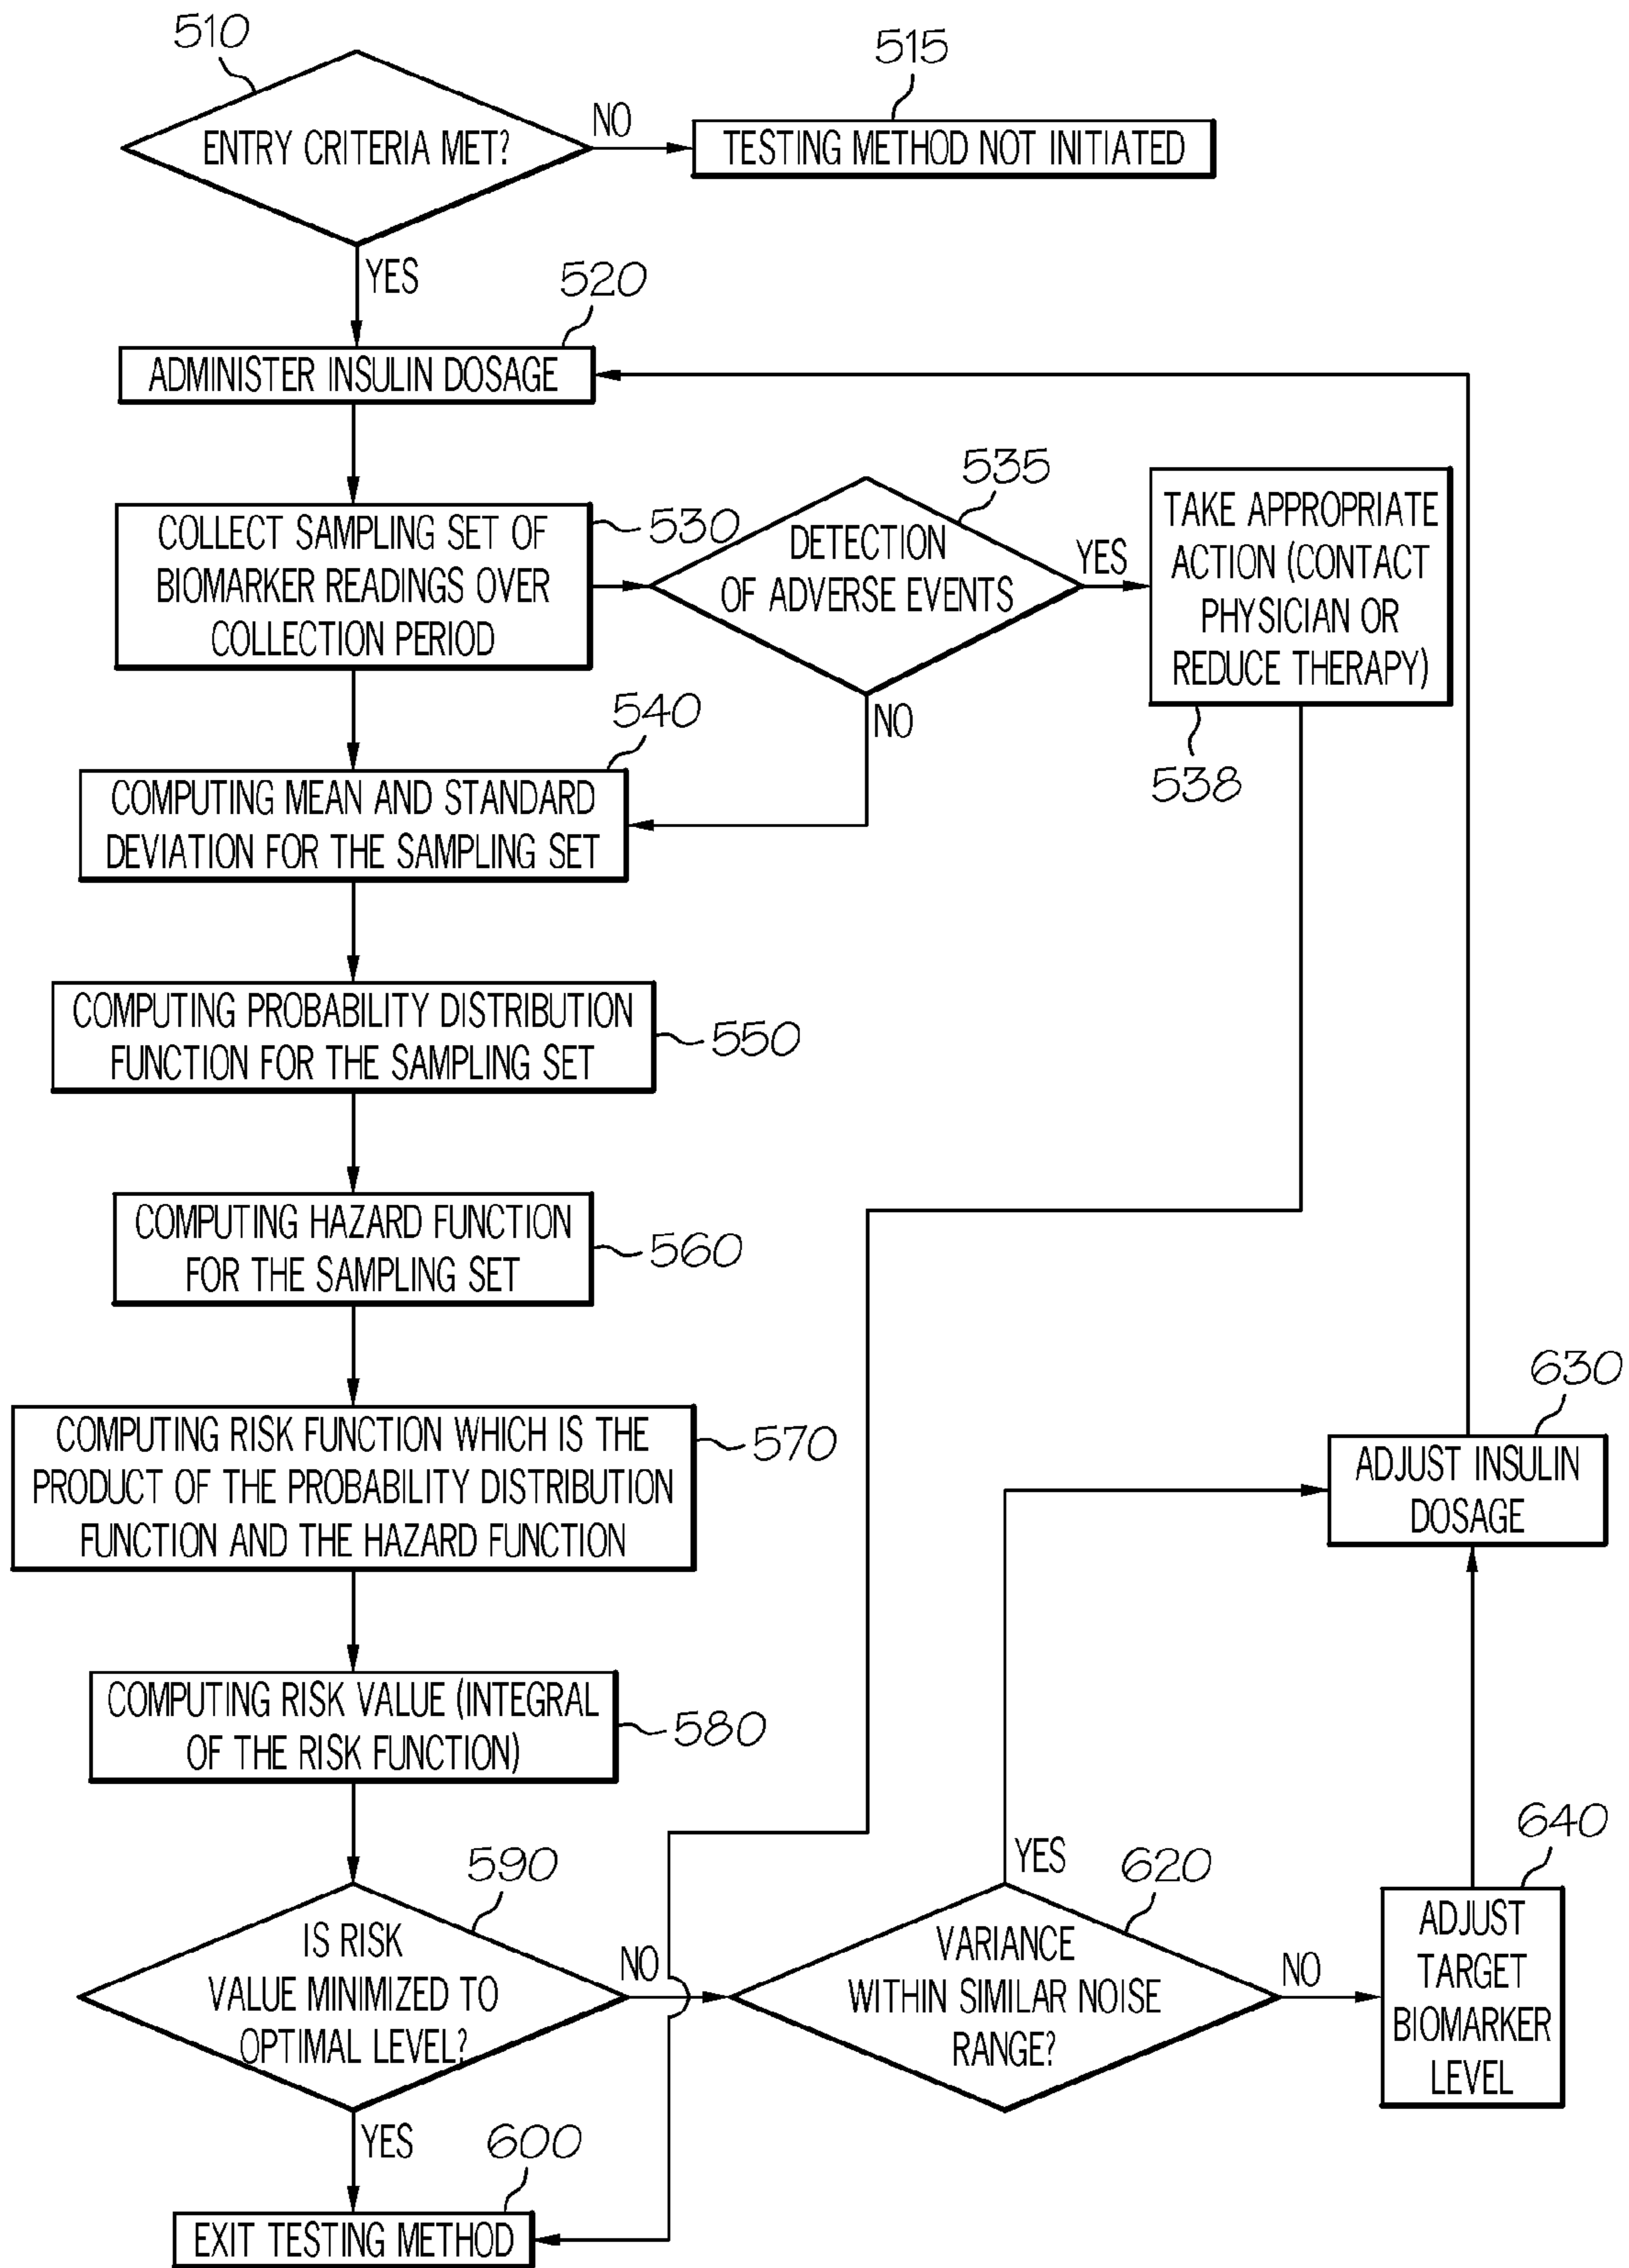 510
ENTRY CRITERIA MET?
NO
515
TESTING METHOD NOT INITIATED
YES
520
ADMINISTER INSULIN DOSAGE
COLLECT SAMPLING SET OF
BIOMARKER READINGS OVER
COLLECTION PERIOD
530
535
DETECTION
OF ADVERSE EVENTS
YES
NO
TAKE APPROPRIATE
ACTION (CONTACT
PHYSICIAN OR
REDUCE THERAPY)
538
540
COMPUTING MEAN AND STANDARD
DEVIATION FOR THE SAMPLING SET
COMPUTING PROBABILITY DISTRIBUTION
FUNCTION FOR THE SAMPLING SET
550
COMPUTING HAZARD FUNCTION
FOR THE SAMPLING SET
560
COMPUTING RISK FUNCTION WHICH IS THE
PRODUCT OF THE PROBABILITY DISTRIBUTION
FUNCTION AND THE HAZARD FUNCTION
570
COMPUTING RISK VALUE (INTEGRAL
OF THE RISK FUNCTION)
580
590
IS RISK
VALUE MINIMIZED TO
OPTIMAL LEVEL?
NO
YES
600
EXIT TESTING METHOD
620
VARIANCE
WITHIN SIMILAR NOISE
RANGE?
YES
NO
630
ADJUST INSULIN
DOSAGE
640
ADJUST
TARGET
BIOMARKER
LEVEL